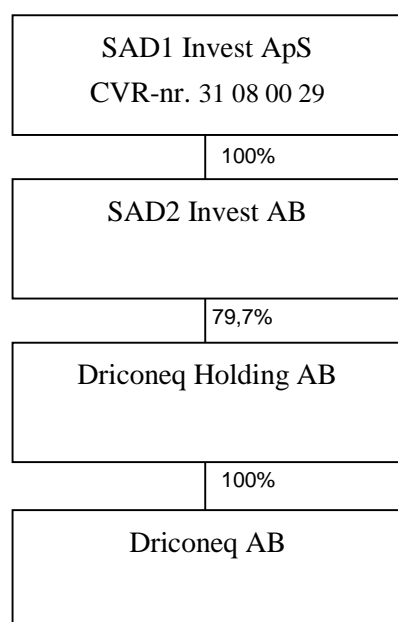 SAD1 Invest ApS
CVR-nr. 31 08 00 29
100%
SAD2 Invest AB
79,7%
Driconeq Holding AB
100%
Driconeq AB